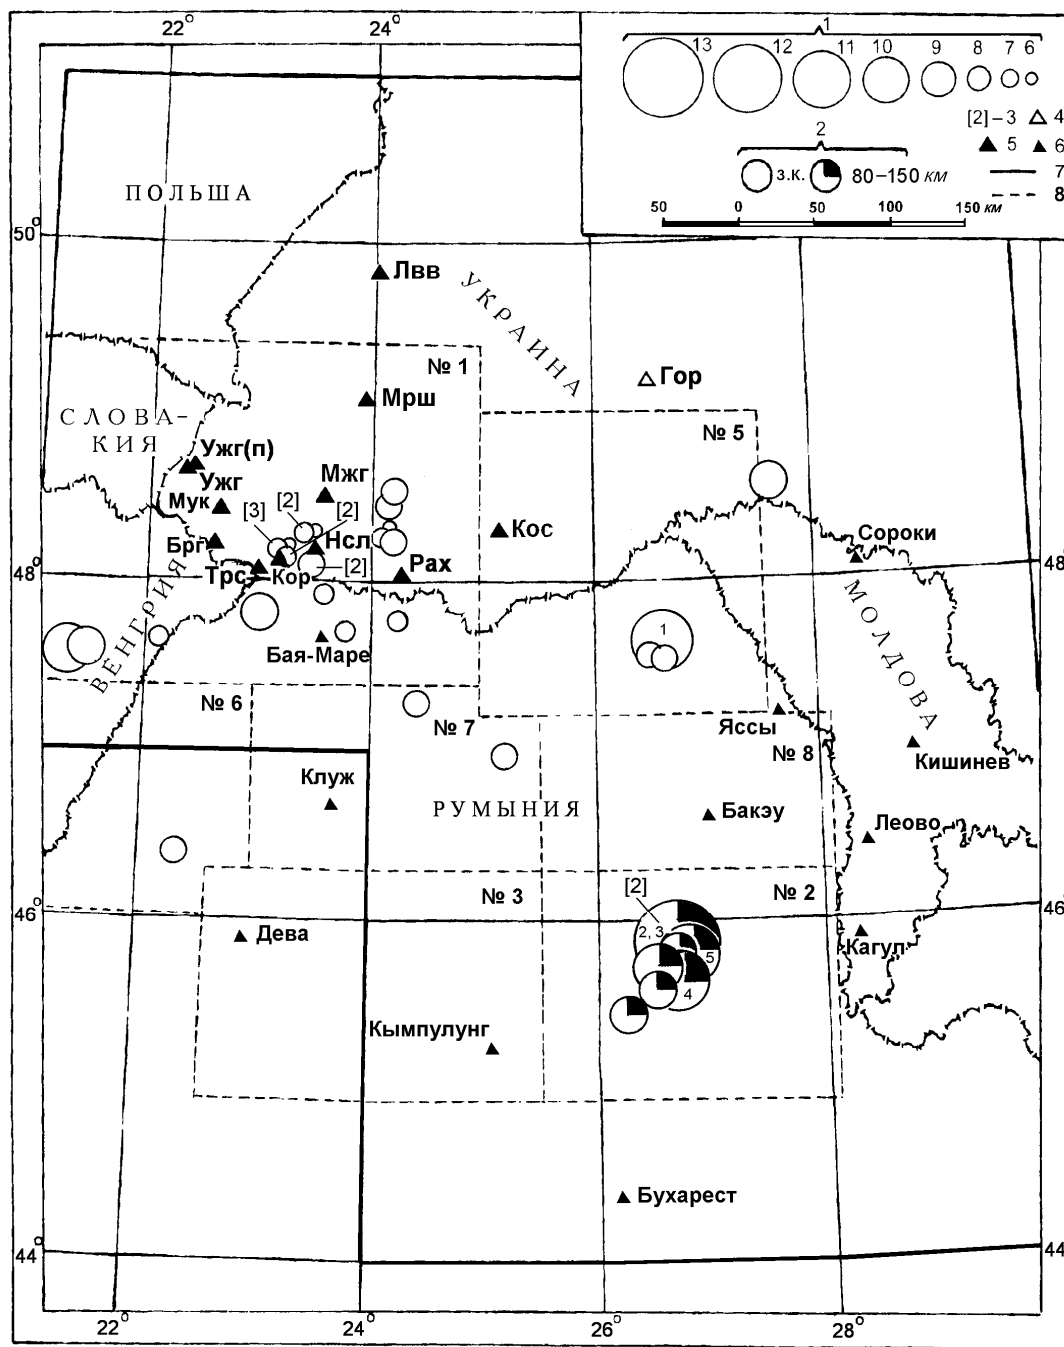 22° 24°
1
13 12 11 10 9 8 7 6
[2]–3 4
5 6
2
з.к. 80–150 км
7
8
50 0 50 100 150 км
ПОЛЬША
50°
Лвв
УКРАИНА
№ 1
Гор
Мрш
СЛОВА-
КИЯ
№ 5
Ужг(п)
Ужг
Мжг
Мук
[3] [2] [2]
Кос
Сороки
Брг
Нсл
48° Трс Кор [2] Рах 48
МОЛДОВА
ВЕНГРИЯ
1
Бая-Маре
№ 6
№ 7
Яссы
№ 8
Кишинев
Клуж
РУМЫНИЯ
Бакэу
Леово
[2]
№ 3 № 2
46° 46
2, 3
Дева
Кагул
5
4
Кымпулунг
Бухарест
44° 44
22° 24° 26° 28°